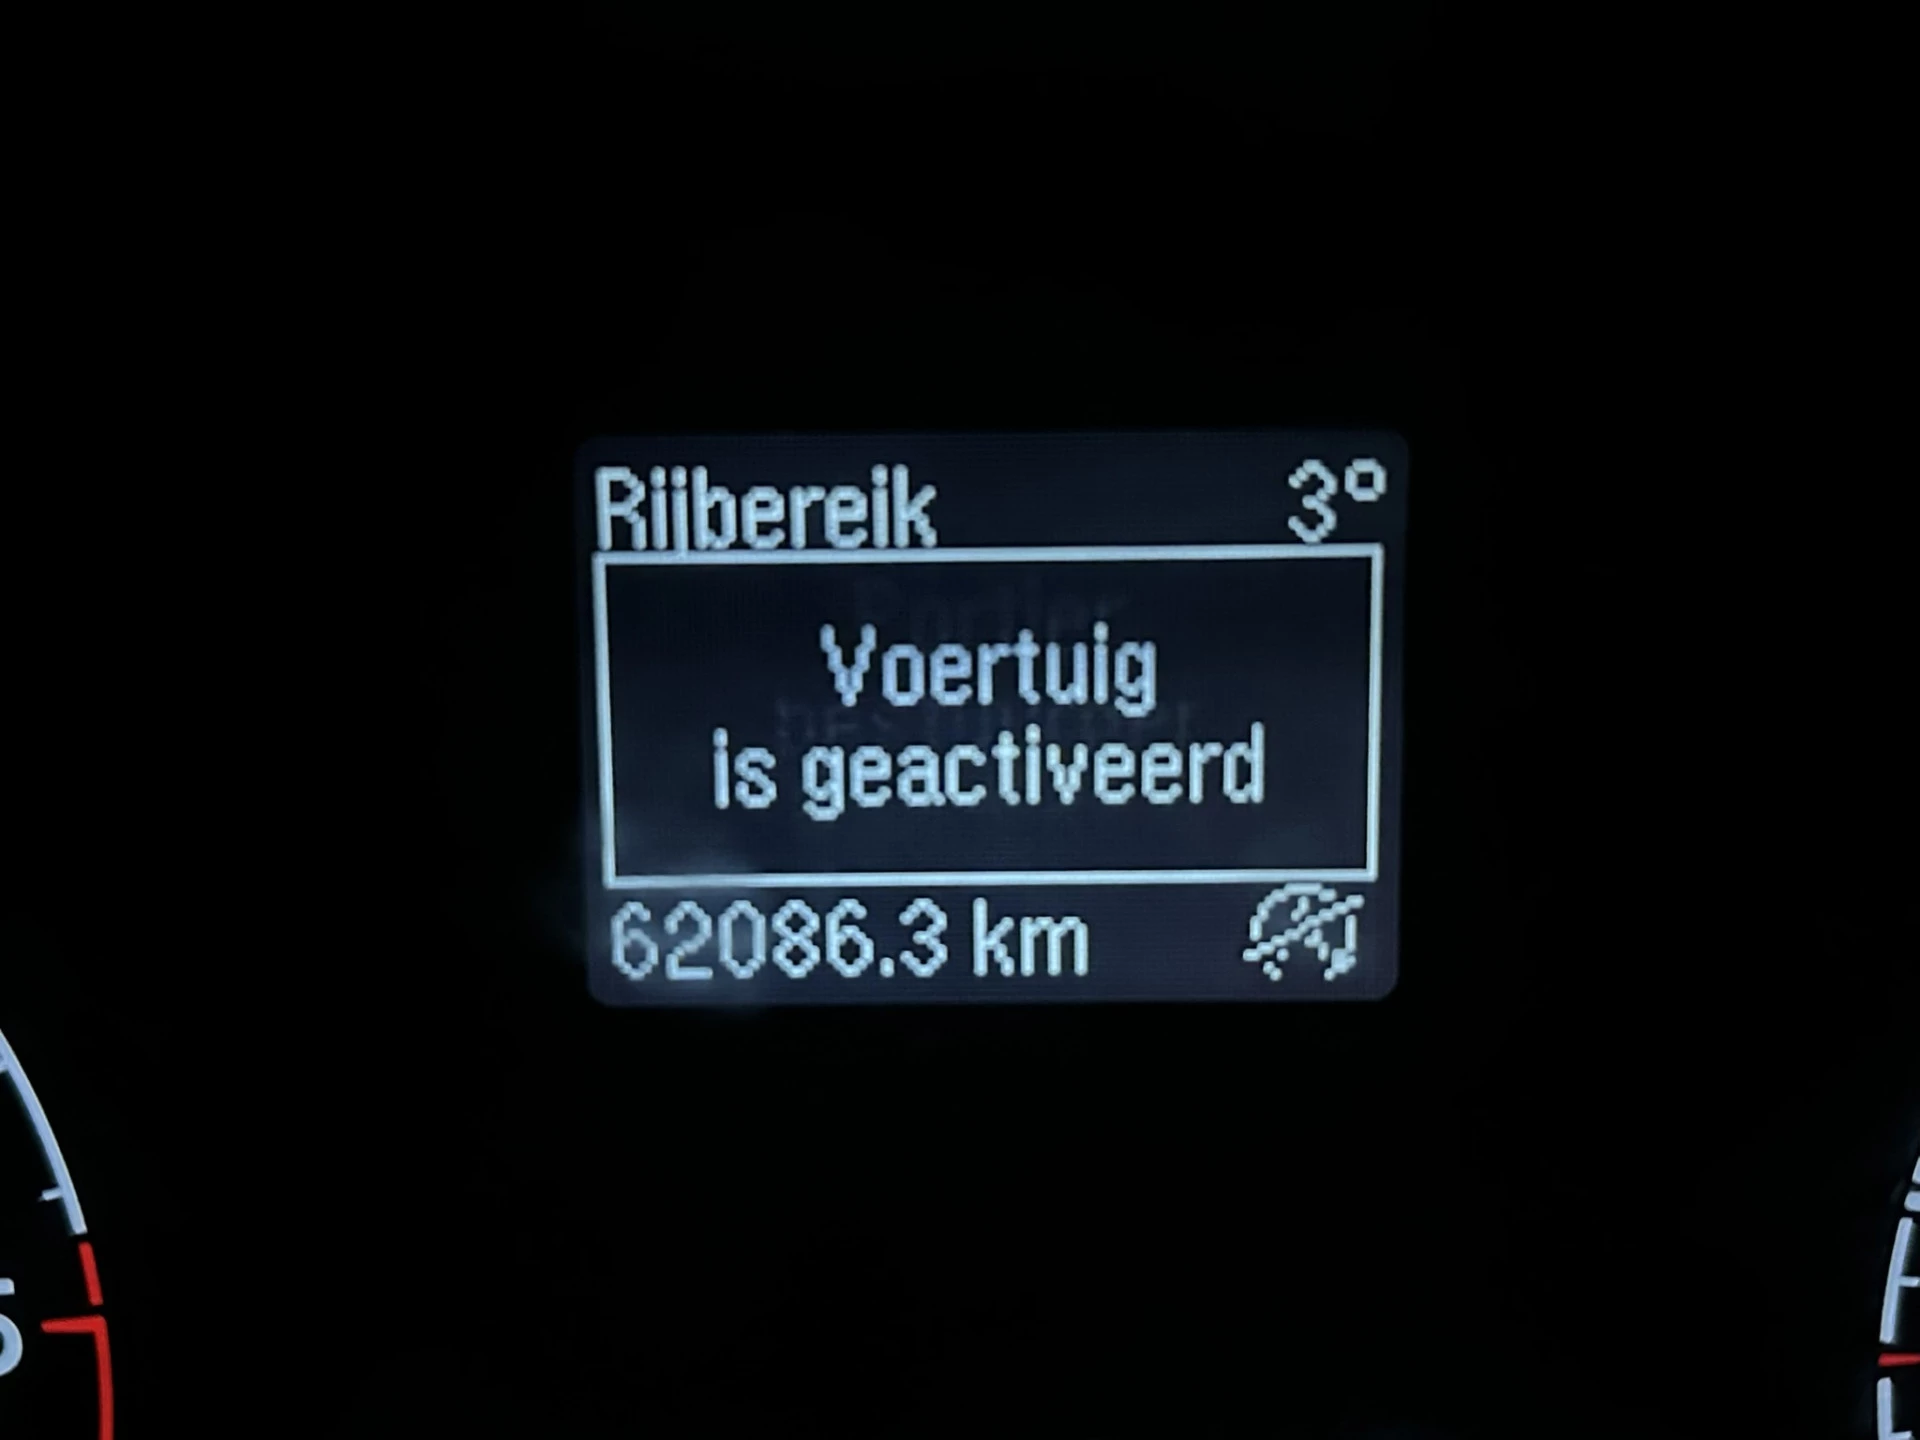 Rijbereik 3°
Voertuig
is geactiveerd
62086.3 km